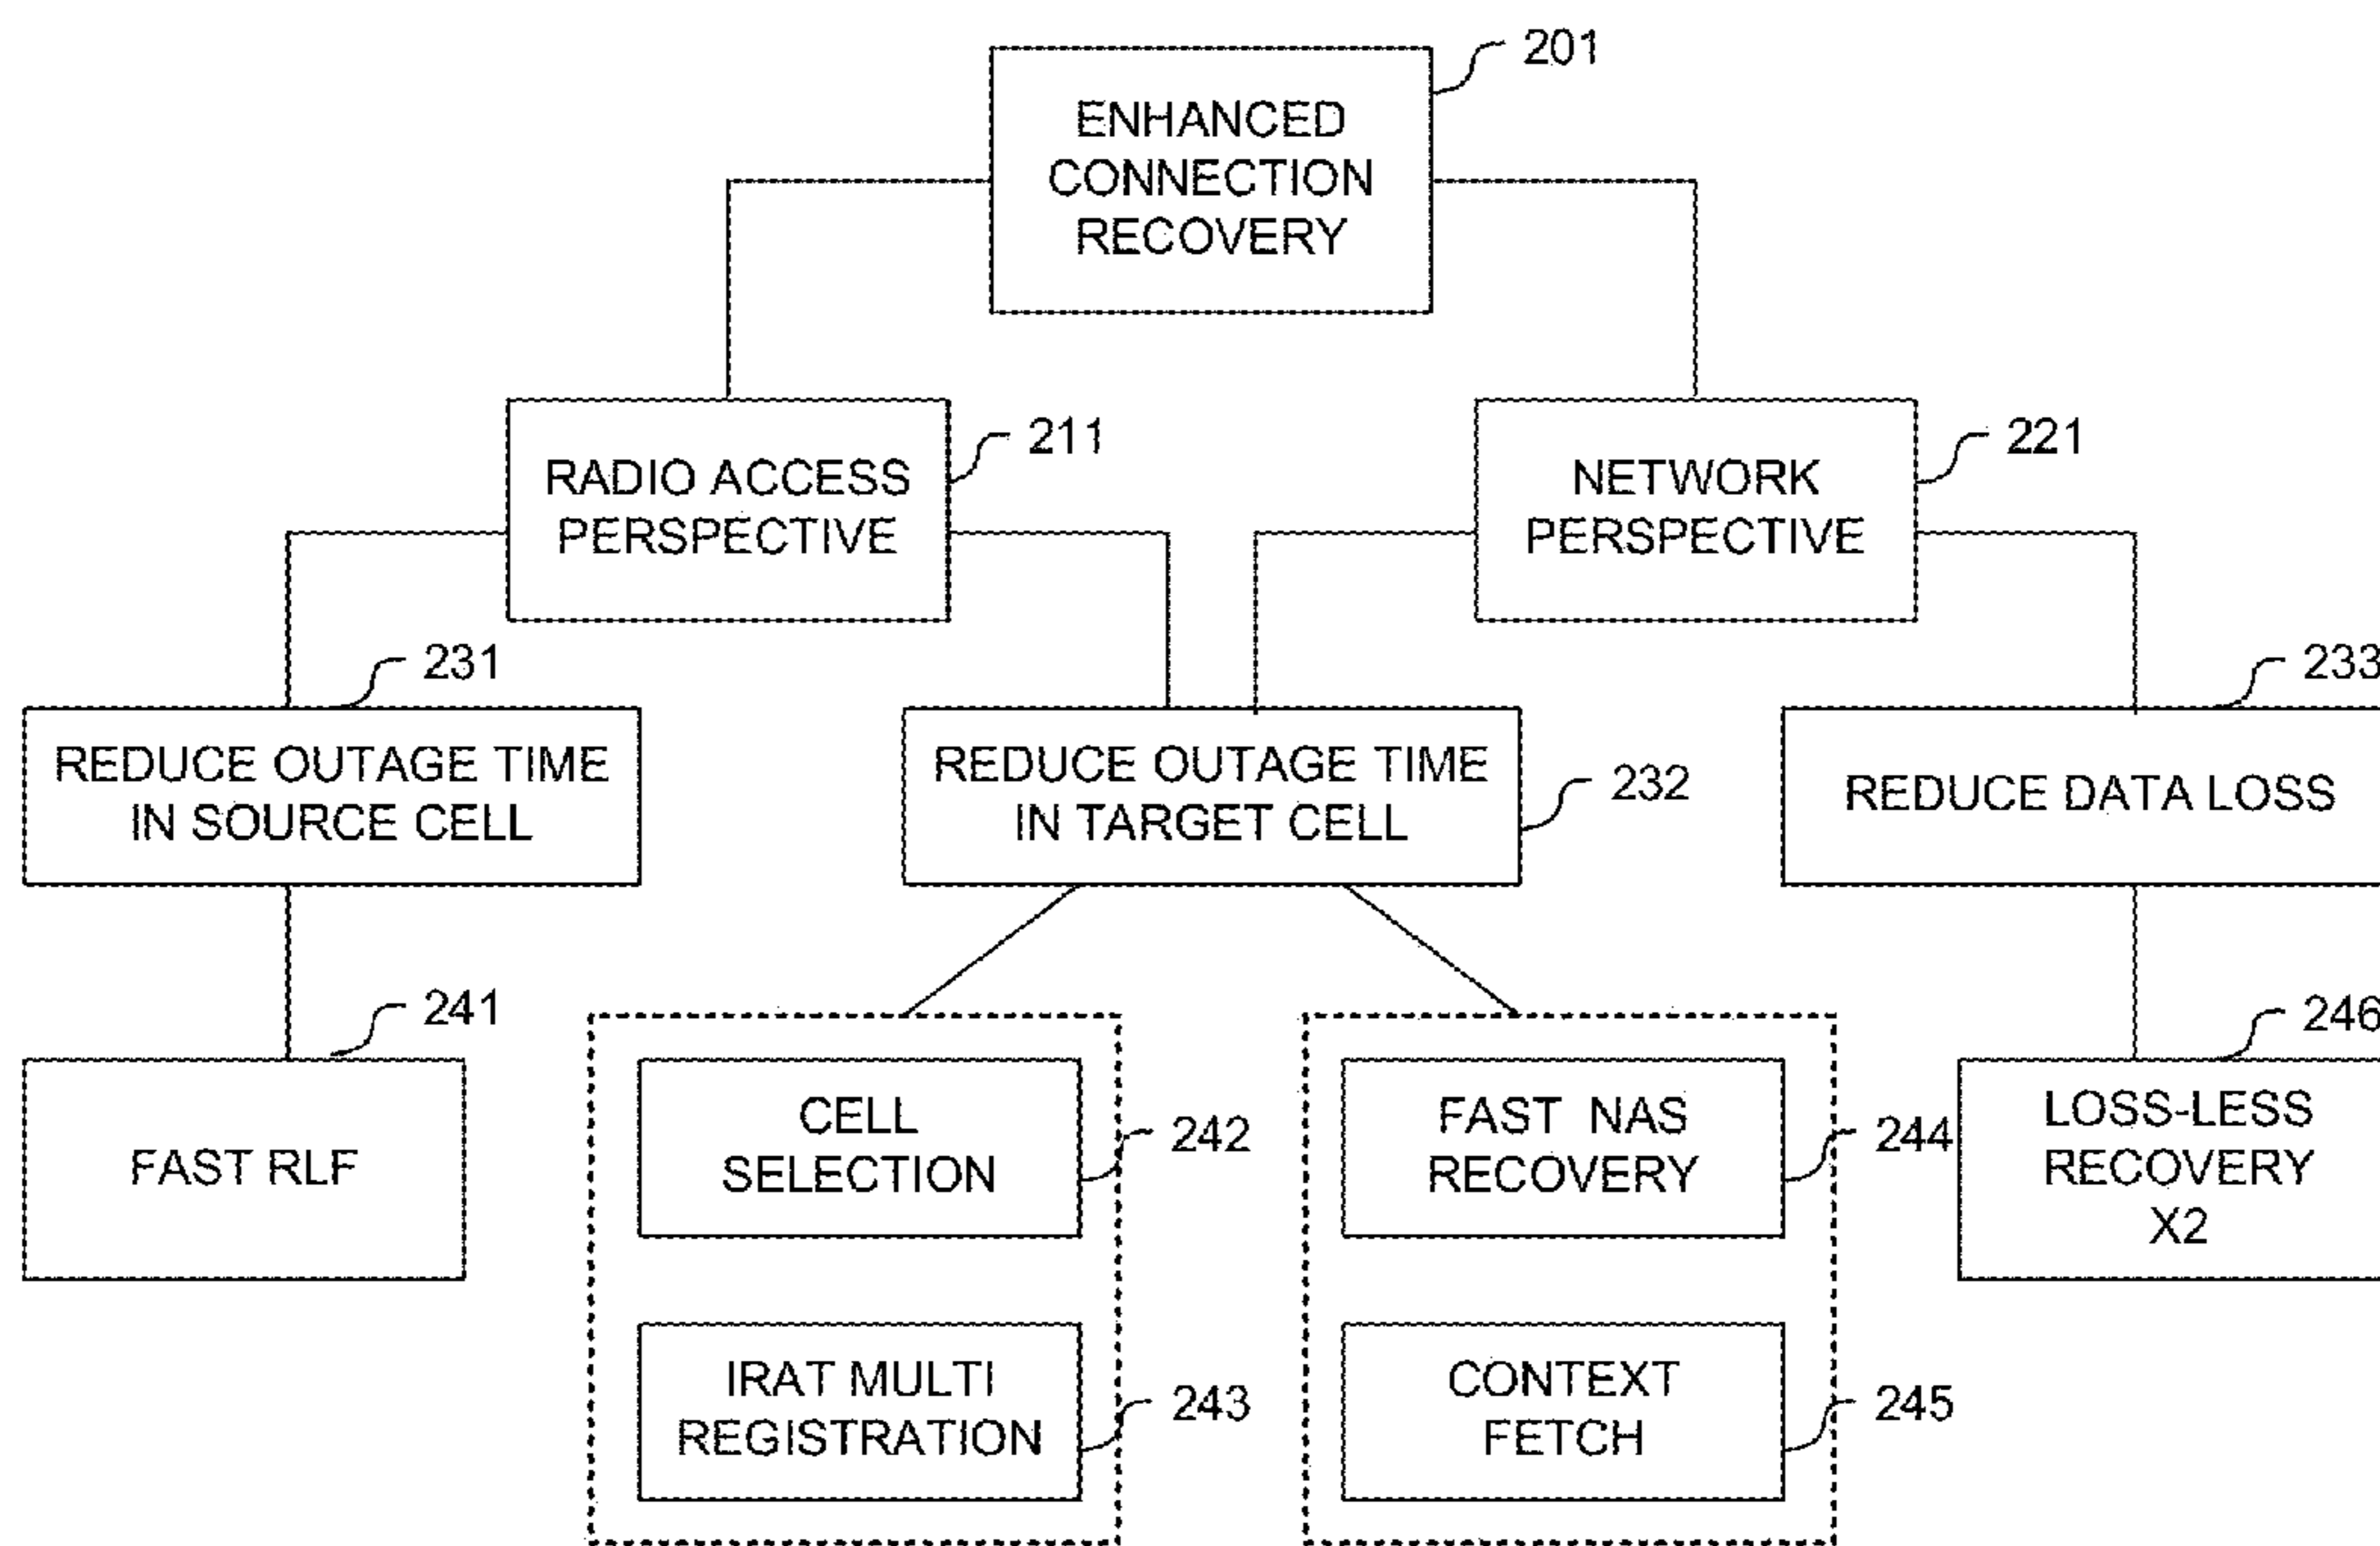 201
ENHANCED
CONNECTION
RECOVERY
211
RADIO ACCESS
PERSPECTIVE
221
NETWORK
PERSPECTIVE
231
REDUCE OUTAGE TIME
IN SOURCE CELL
232
REDUCE OUTAGE TIME
IN TARGET CELL
233
REDUCE DATA LOSS
241
FAST RLF
242
CELL
SELECTION
243
IRAT MULTI
REGISTRATION
244
FAST NAS
RECOVERY
245
CONTEXT
FETCH
246
LOSS-LESS
RECOVERY
X2